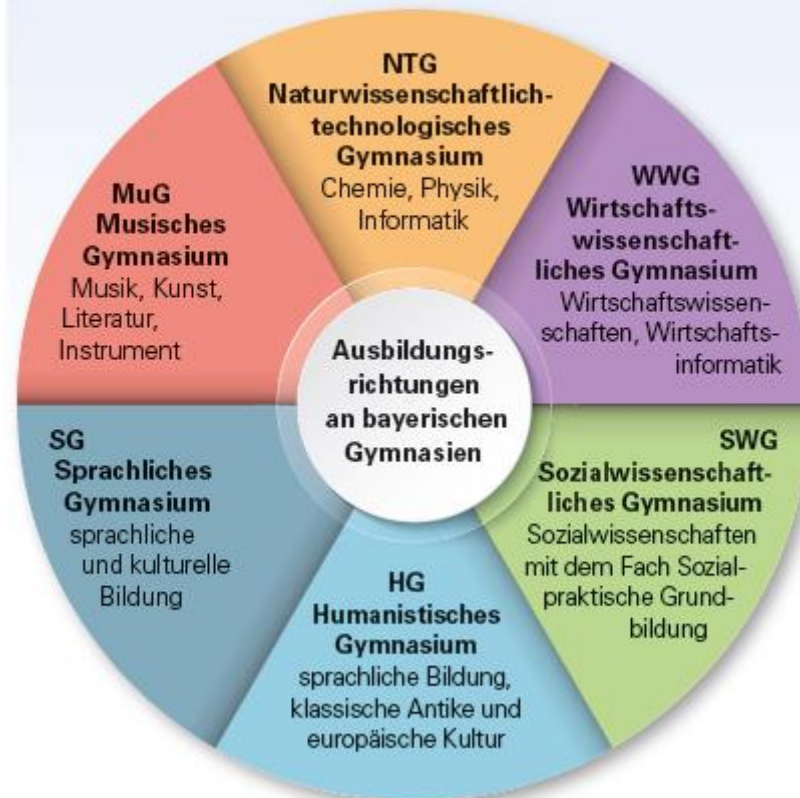 NTG
Naturwissenschaftlich-
technologisches
Gymnasium
Chemie, Physik,
Informatik
WWG
Wirtschafts-
wissenschaft-
liches Gymnasium
Wirtschaftswissen-
schaften, Wirtschafts-
informatik
SWG
Sozialwissenschaft-
liches Gymnasium
Sozialwissenschaften
mit dem Fach Sozial-
praktische Grund-
bildung
HG
Humanistisches
Gymnasium
sprachliche Bildung,
klassische Antike und
europäische Kultur
SG
Sprachliches
Gymnasium
sprachliche
und kulturelle
Bildung
MuG
Musisches
Gymnasium
Musik, Kunst,
Literatur,
Instrument
Ausbildungs-
richtungen
an bayerischen
Gymnasien